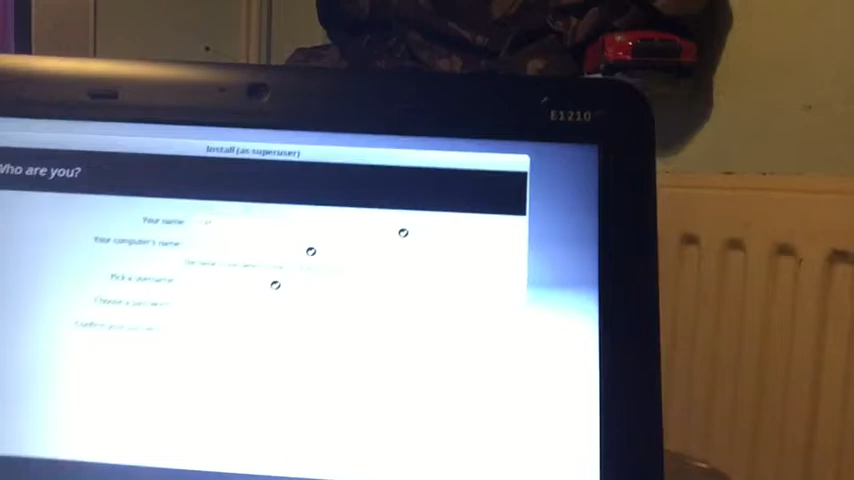 E1210
Install (as superuser)
Who are you?
Your name:
Your computer's name:
Pick a username:
Choose a password:
Confirm your password: